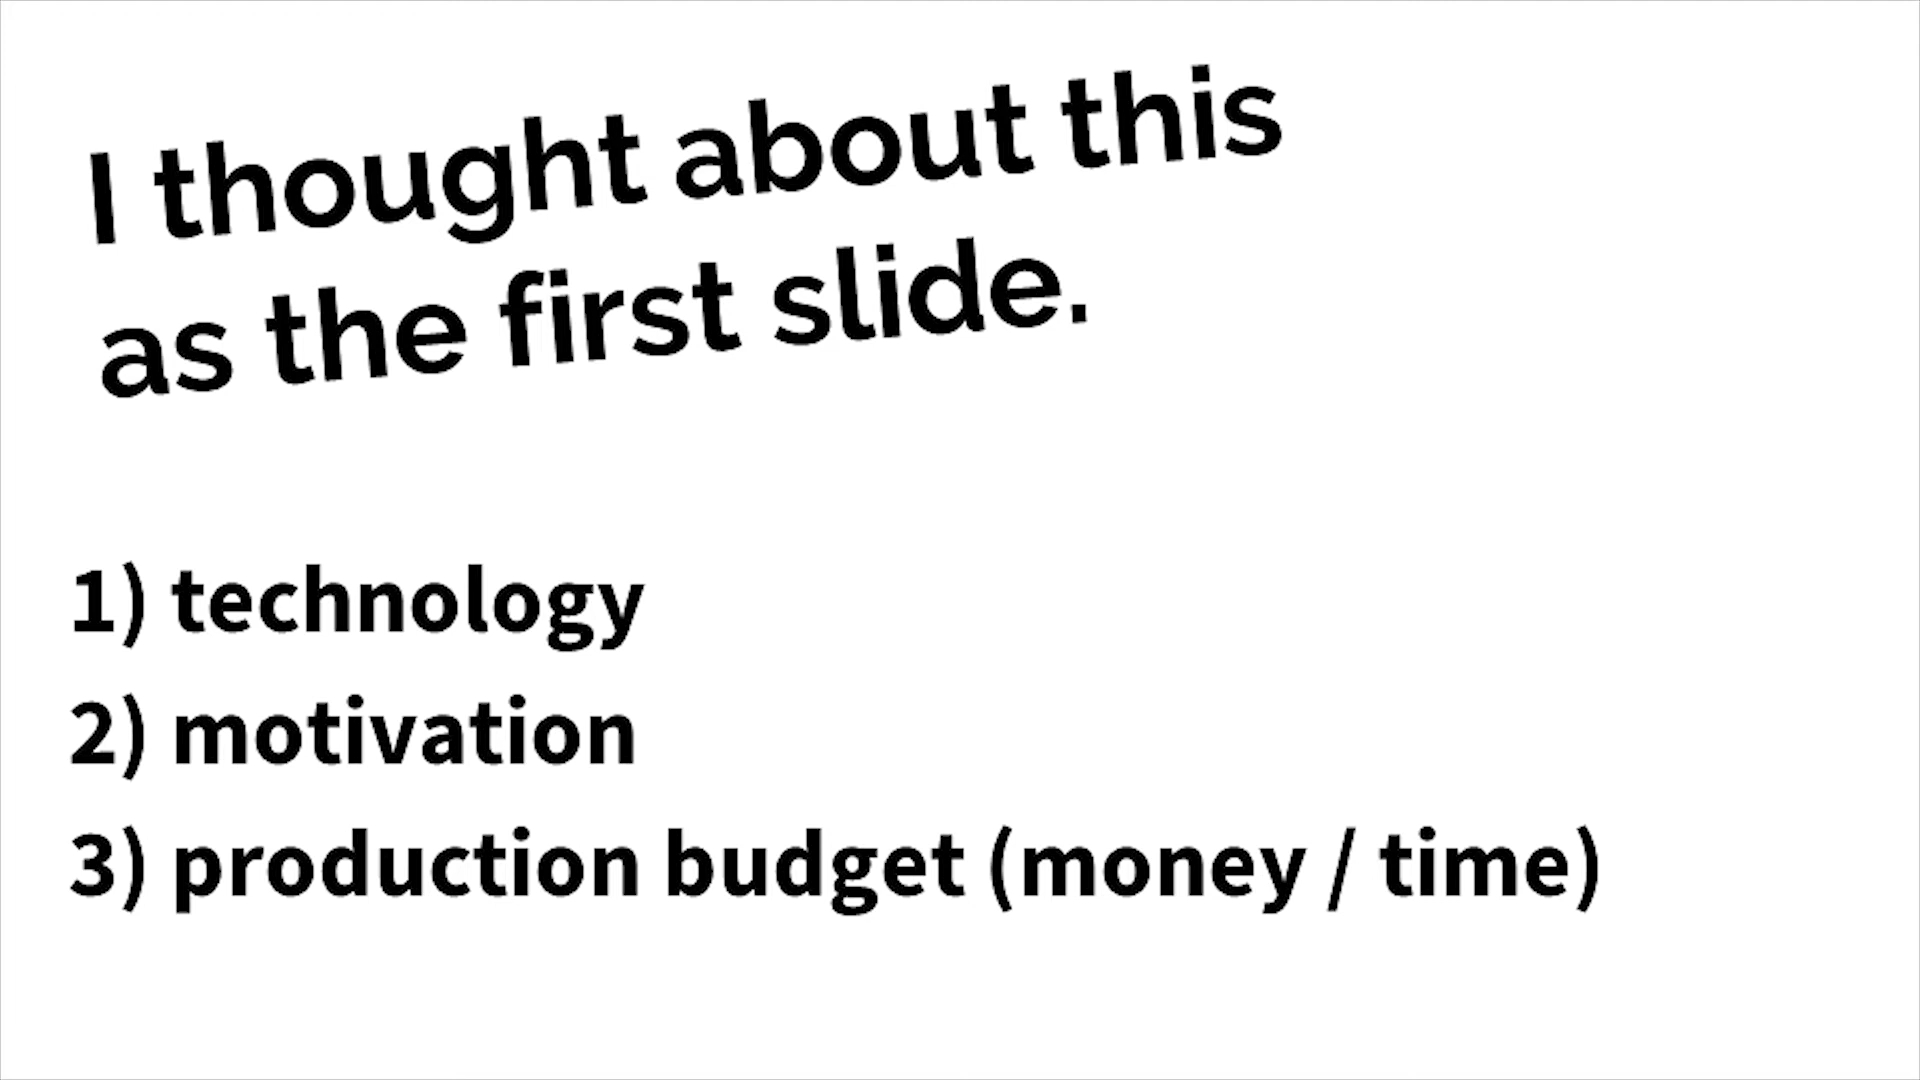 I thought about this
as the first slide.
1) technology
2) motivation
3) production budget (money / time)